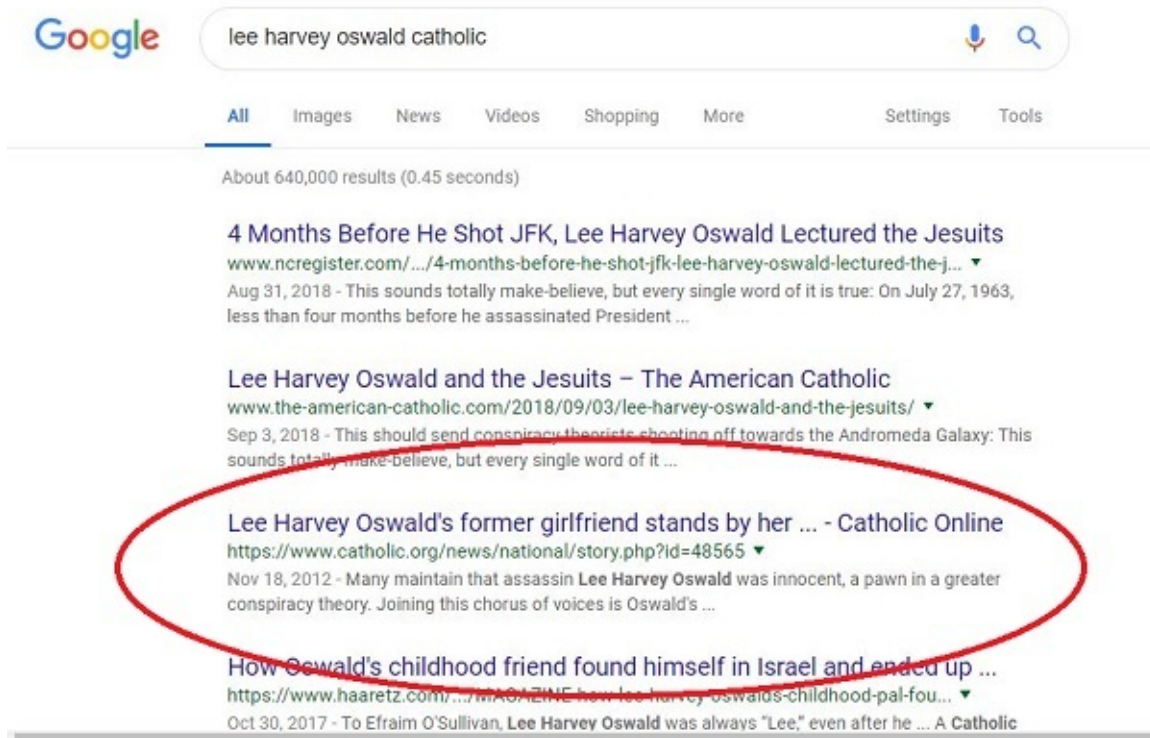 Google
lee harvey oswald catholic
All Images News Videos Shopping More Settings Tools
About 640,000 results (0.45 seconds)
4 Months Before He Shot JFK, Lee Harvey Oswald Lectured the Jesuits
www.ncregister.com/.../4-months-before-he-shot-jfk-lee-harvey-oswald-lectured-the-j... ▼
Aug 31, 2018 - This sounds totally make-believe, but every single word of it is true: On July 27, 1963,
less than four months before he assassinated President ...
Lee Harvey Oswald and the Jesuits – The American Catholic
www.the-american-catholic.com/2018/09/03/lee-harvey-oswald-and-the-jesuits/ ▼
Sep 3, 2018 - This should send conspiracy theorists shooting off towards the Andromeda Galaxy: This
sounds totally make-believe, but every single word of it ...
Lee Harvey Oswald's former girlfriend stands by her ... - Catholic Online
https://www.catholic.org/news/national/story.php?id=48565 ▼
Nov 18, 2012 - Many maintain that assassin Lee Harvey Oswald was innocent, a pawn in a greater
conspiracy theory. Joining this chorus of voices is Oswald's ...
How Oswald's childhood friend found himself in Israel and ended up ...
https://www.haaretz.com/.../MAGAZINE-how-lee-harvey-oswalds-childhood-pal-fou... ▼
Oct 30, 2017 - To Efraim O'Sullivan, Lee Harvey Oswald was always "Lee," even after he ... A Catholic